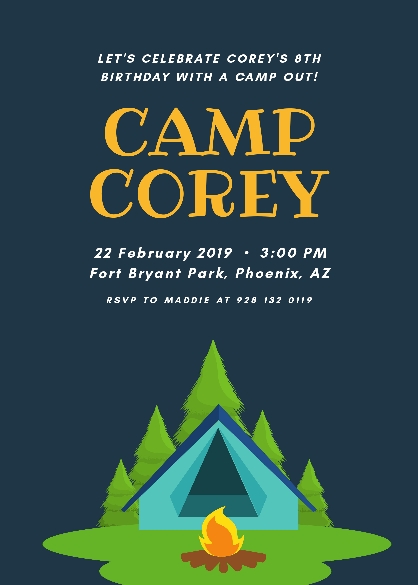 LET'S CELEBRATE COREY'S 8TH
BIRTHDAY WITH A CAMP OUT!
CAMP
COREY
22 February 2019 • 3:00 PM
Fort Bryant Park, Phoenix, AZ
RSVP TO MADDIE AT 928 132 0119